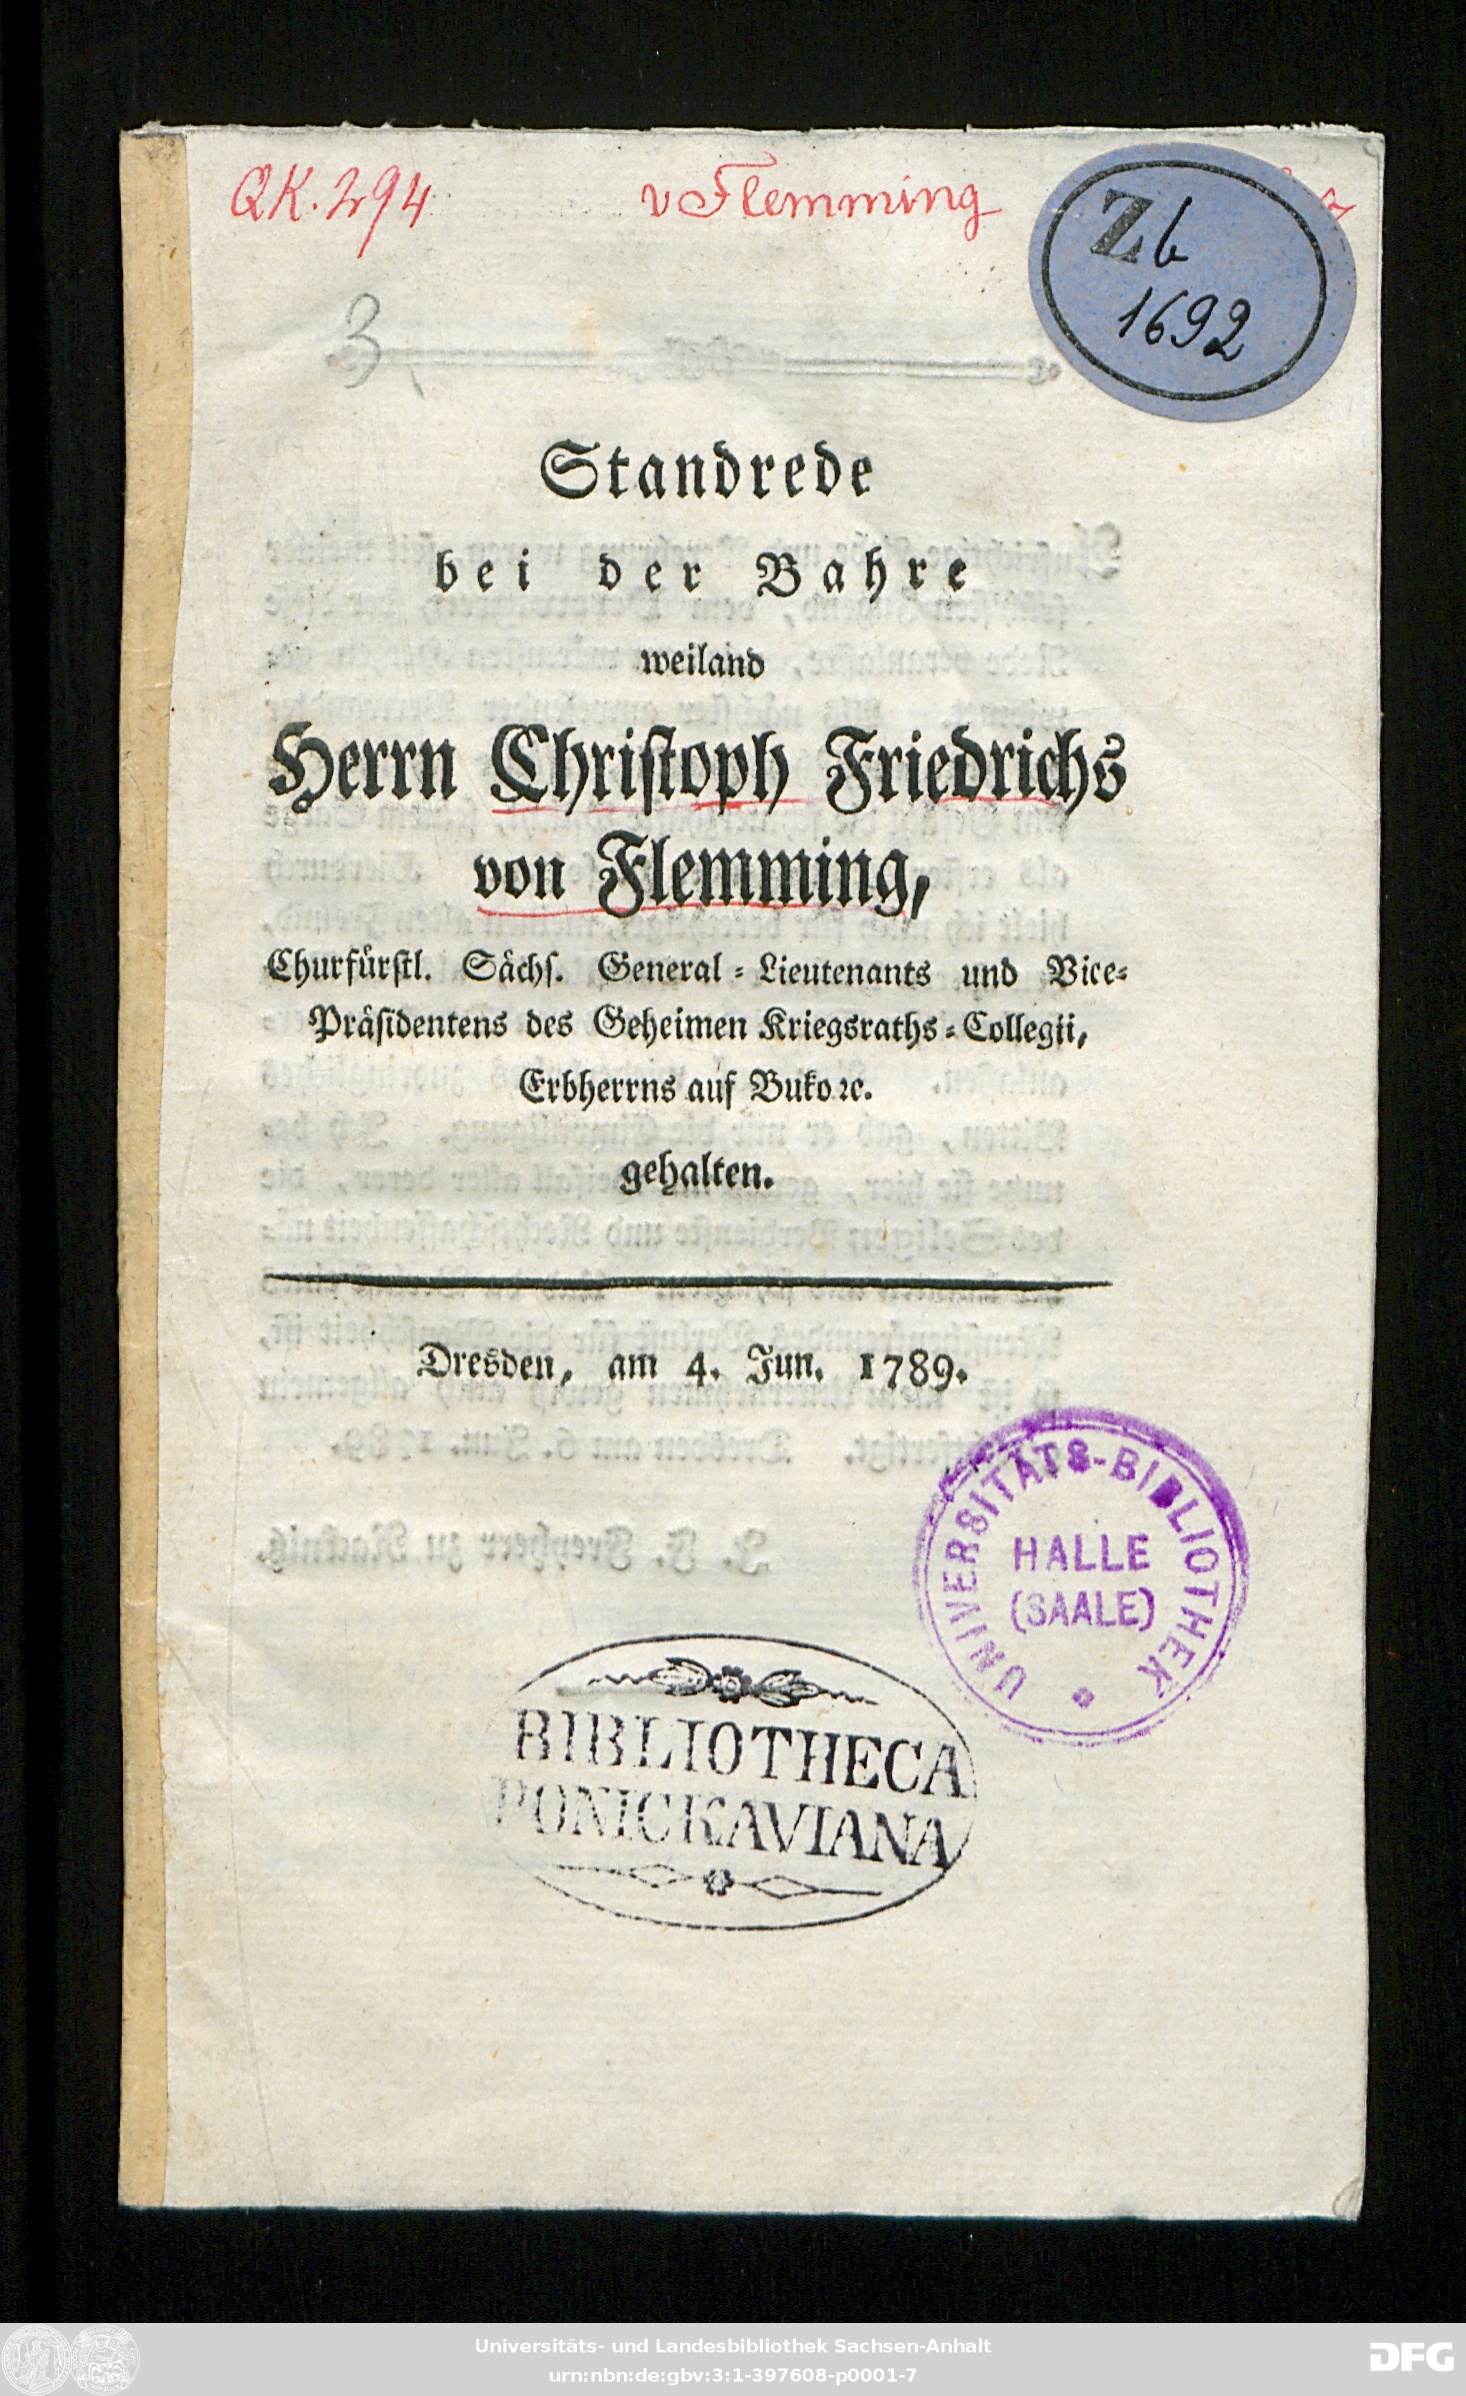 QK. 294
v Flemming
Zb
1692
3
Standrede
bei der Bahre
weiland
Herrn Chriſtoph Friedrichs
von Flemming,
Churfürſtl. Sächſ. General-Lieutenants und Vice-
Präſidentens des Geheimen Kriegsraths-Collegii,
Erbherrns auf Buko ꝛc.
gehalten.
Dresden, am 4. Jun. 1789.
UNIVERSITÄTS-BIBLIOTHEK
HALLE
(SAALE)
BIBLIOTHECA
PONICKAVIANA
Universitäts- und Landesbibliothek Sachsen-Anhalt
urn:nbn:de:gbv:3:1-397608-p0001-7
DFG